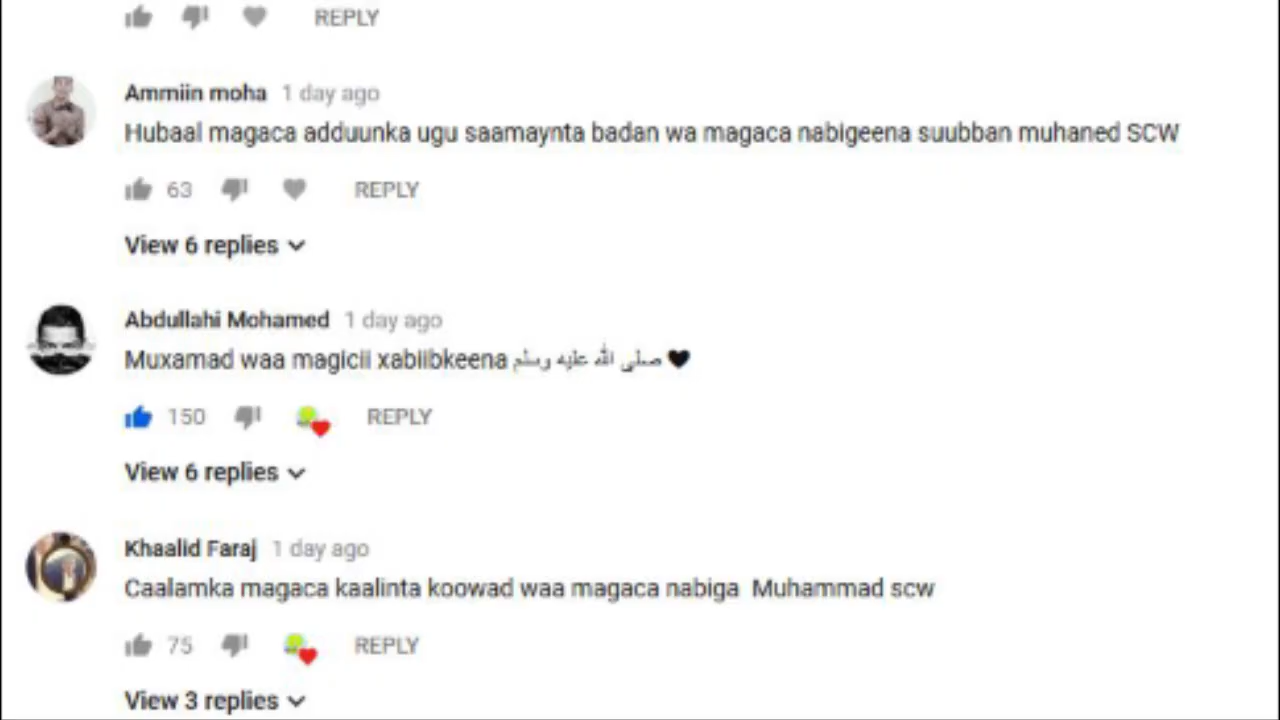 REPLY
Ammiin moha 1 day ago
Hubaal magaca adduunka ugu saamaynta badan wa magaca nabigeena suubban muhaned SCW
63 REPLY
View 6 replies
Abdullahi Mohamed 1 day ago
Muxamad waa magicii xabiibkeena صلى الله عليه وسلم 🖤
150 REPLY
View 6 replies
Khaalid Faraj 1 day ago
Caalamka magaca kaalinta koowad waa magaca nabiga Muhammad scw
75 REPLY
View 3 replies